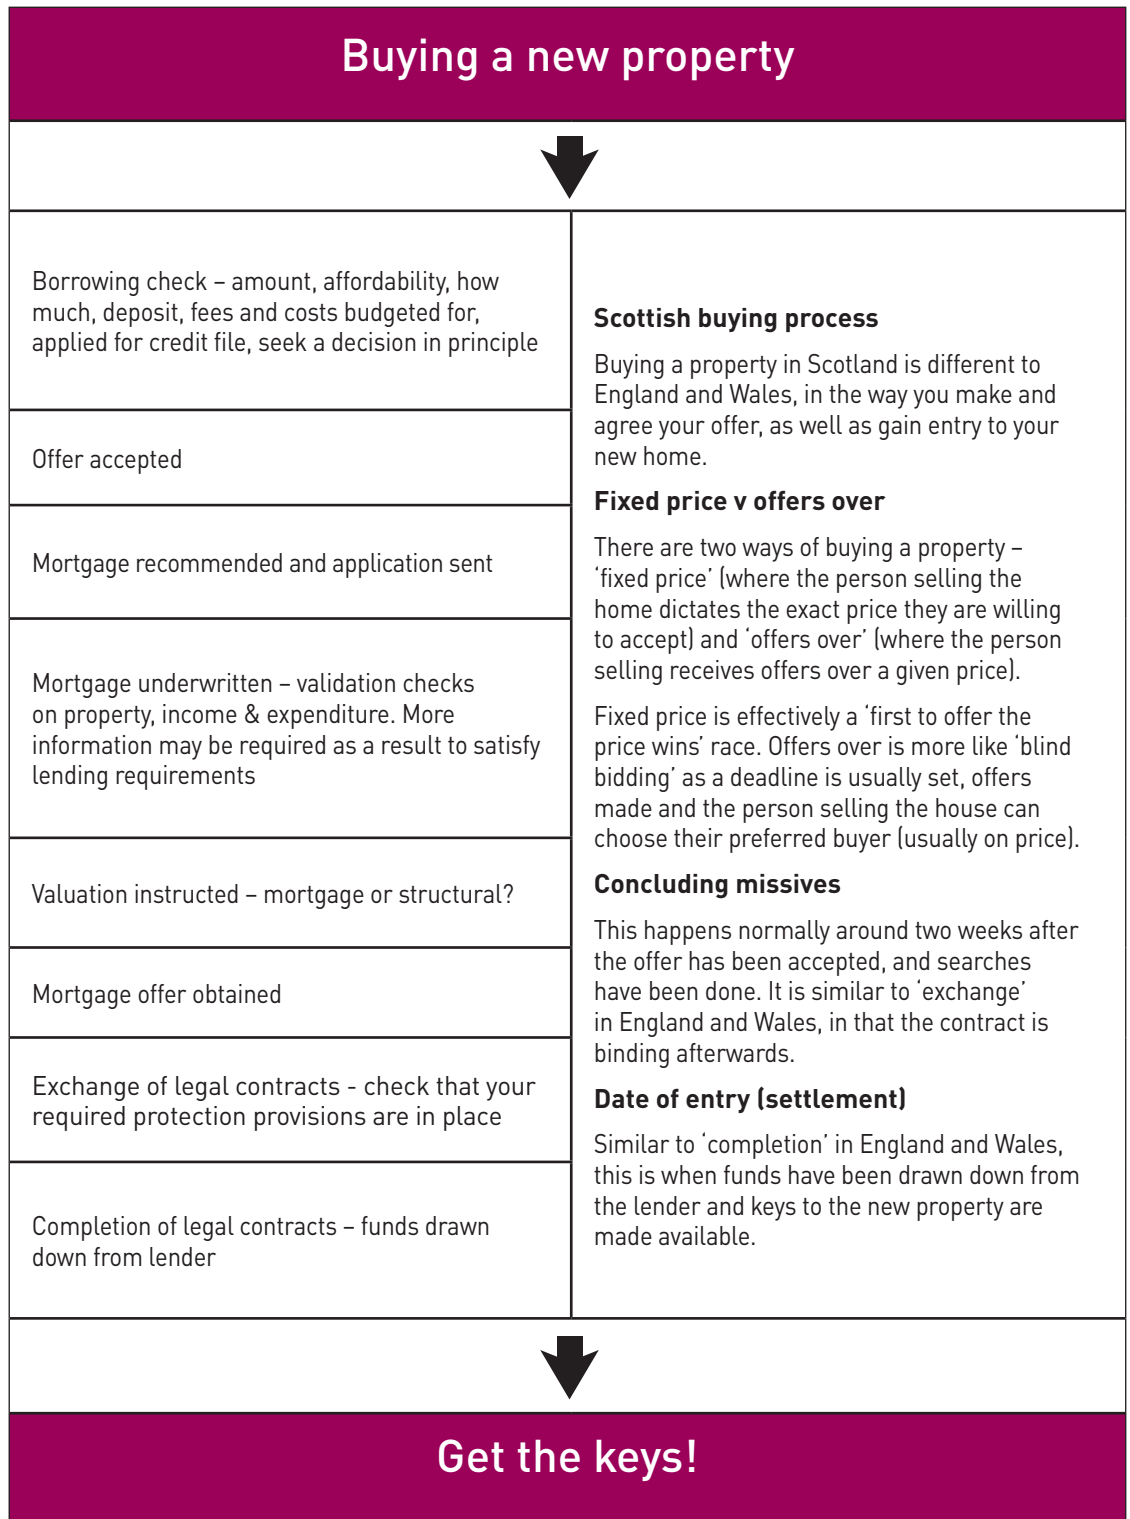 Buying a new property
Borrowing check – amount, affordability, how
much, deposit, fees and costs budgeted for,
applied for credit file, seek a decision in principle
Offer accepted
Mortgage recommended and application sent
Mortgage underwritten – validation checks
on property, income & expenditure. More
information may be required as a result to satisfy
lending requirements
Valuation instructed – mortgage or structural?
Mortgage offer obtained
Exchange of legal contracts - check that your
required protection provisions are in place
Completion of legal contracts – funds drawn
down from lender
Scottish buying process
Buying a property in Scotland is different to
England and Wales, in the way you make and
agree your offer, as well as gain entry to your
new home.
Fixed price v offers over
There are two ways of buying a property –
‘fixed price’ (where the person selling the
home dictates the exact price they are willing
to accept) and ‘offers over’ (where the person
selling receives offers over a given price).
Fixed price is effectively a ‘first to offer the
price wins’ race. Offers over is more like ‘blind
bidding’ as a deadline is usually set, offers
made and the person selling the house can
choose their preferred buyer (usually on price).
Concluding missives
This happens normally around two weeks after
the offer has been accepted, and searches
have been done. It is similar to ‘exchange’
in England and Wales, in that the contract is
binding afterwards.
Date of entry (settlement)
Similar to ‘completion’ in England and Wales,
this is when funds have been drawn down from
the lender and keys to the new property are
made available.
Get the keys!